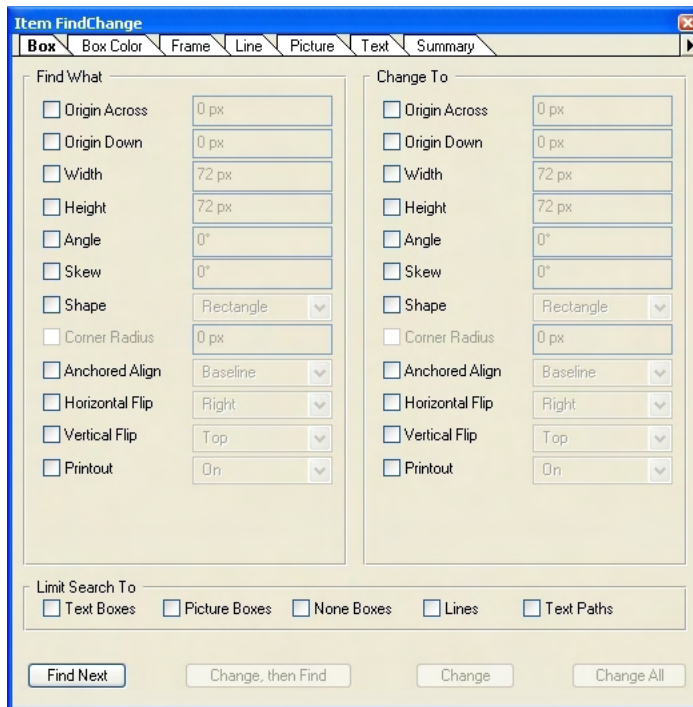 Item FindChange
Box Box Color Frame Line Picture Text Summary
Find What
Origin Across 0 px
Origin Down 0 px
Width 72 px
Height 72 px
Angle 0°
Skew 0°
Shape Rectangle
Corner Radius 0 px
Anchored Align Baseline
Horizontal Flip Right
Vertical Flip Top
Printout On
Change To
Origin Across 0 px
Origin Down 0 px
Width 72 px
Height 72 px
Angle 0°
Skew 0°
Shape Rectangle
Corner Radius 0 px
Anchored Align Baseline
Horizontal Flip Right
Vertical Flip Top
Printout On
Limit Search To
Text Boxes Picture Boxes None Boxes Lines Text Paths
Find Next Change, then Find Change Change All